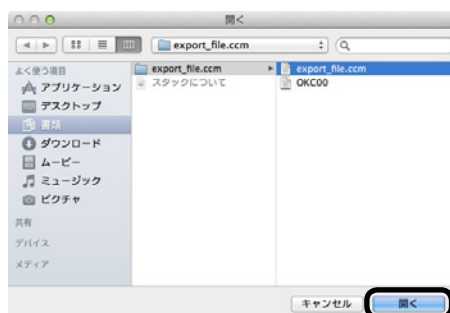 開く
export_file.ccm
よく使う項目
アプリケーション
デスクトップ
書類
ダウンロード
ムービー
ミュージック
ピクチャ
共有
デバイス
メディア
export_file.ccm
スタックについて
export_file.ccm
OKC00
キャンセル
開く